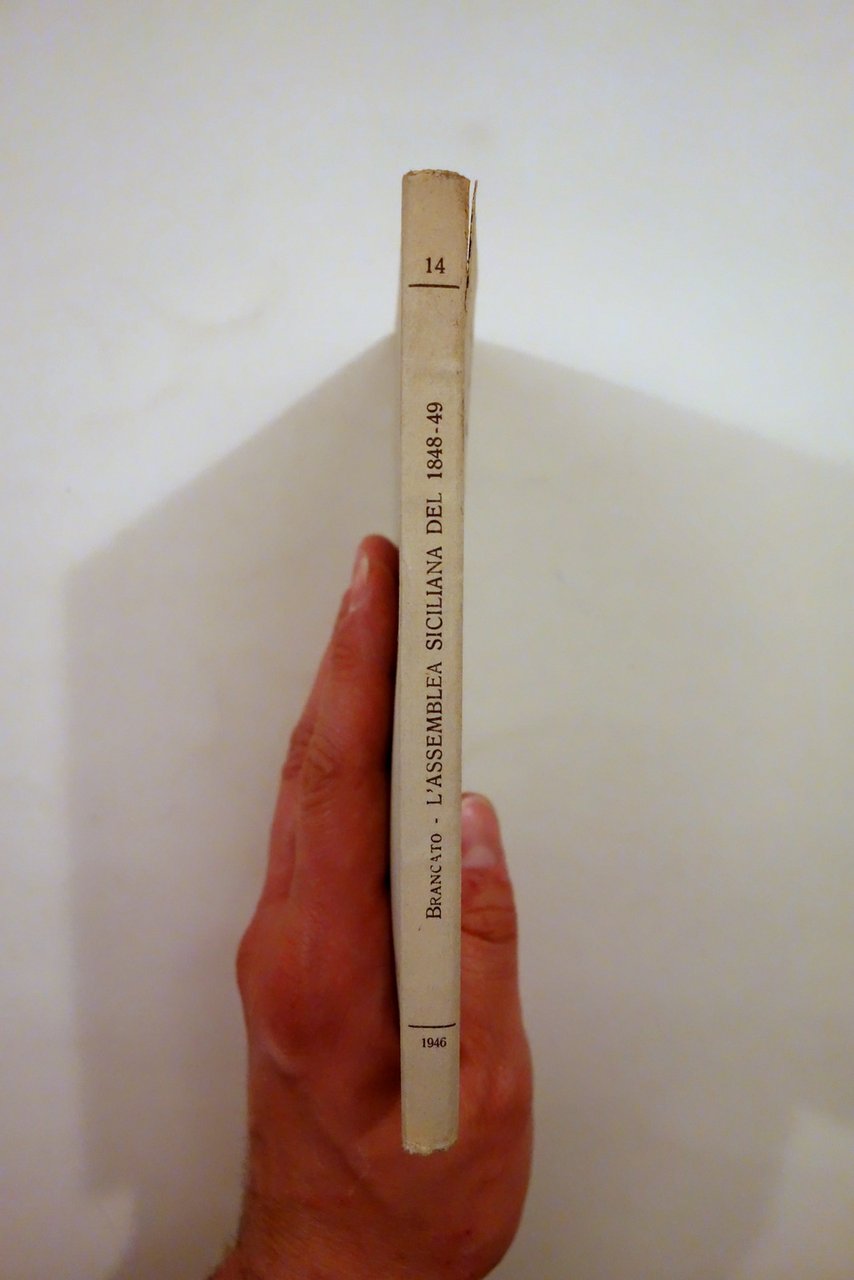 14
BRANCATO - L'ASSEMBLEA SICILIANA DEL 1848-49
1946